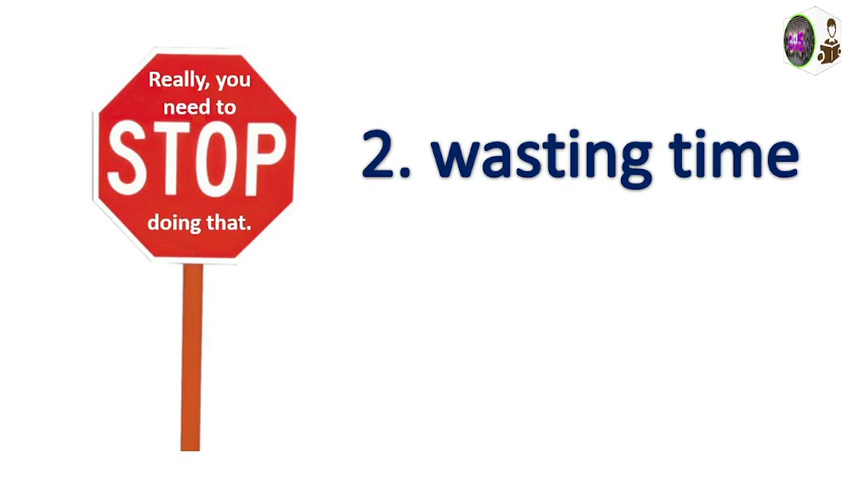 Really, you
need to
STOP
doing that.
2. wasting time